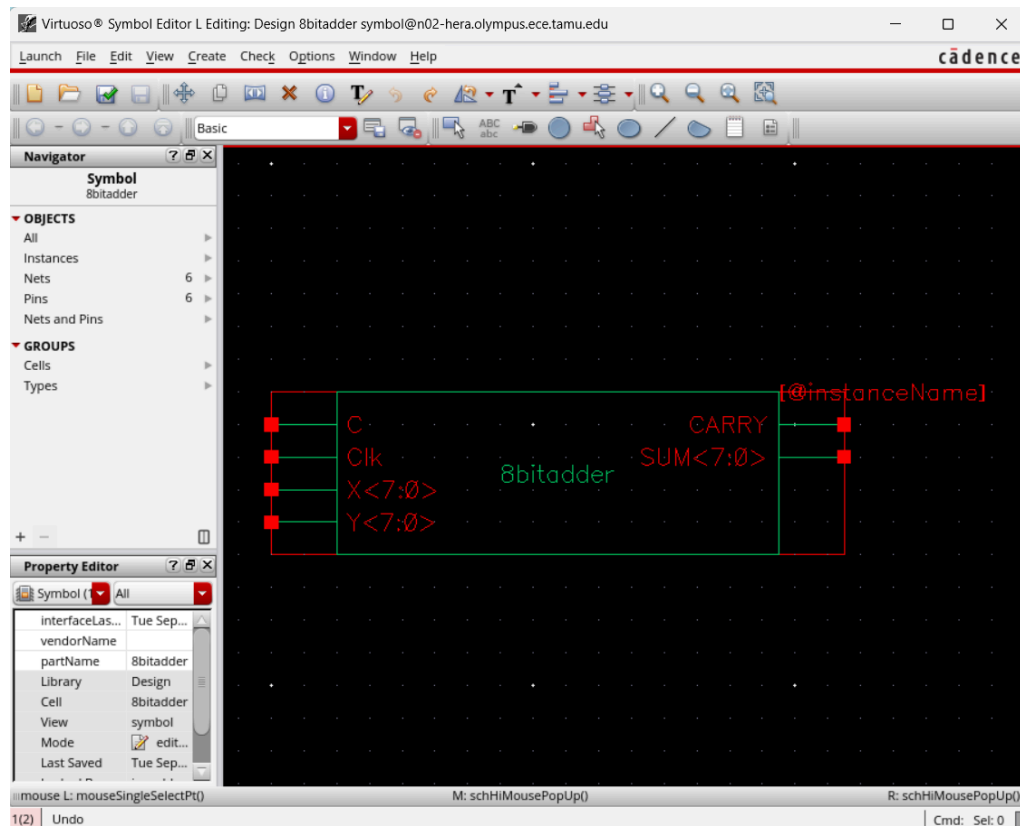 Virtuoso® Symbol Editor L Editing: Design 8bitadder symbol@n02-hera.olympus.ece.tamu.edu
Launch File Edit View Create Check Options Window Help
cādence
Basic
ABC
abc
Navigator
Symbol
8bitadder
OBJECTS
All
Instances
Nets 6
Pins 6
Nets and Pins
GROUPS
Cells
Types
[@instanceName]
C
CARRY
Clk
SUM<7:0>
8bitadder
X<7:0>
Y<7:0>
Property Editor
Symbol (1 All
interfaceLas... Tue Sep...
vendorName
partName 8bitadder
Library Design
Cell 8bitadder
View symbol
Mode edit...
Last Saved Tue Sep...
mouse L: mouseSingleSelectPt() M: schHiMousePopUp() R: schHiMousePopUp()
1(2) Undo Cmd: Sel: 0